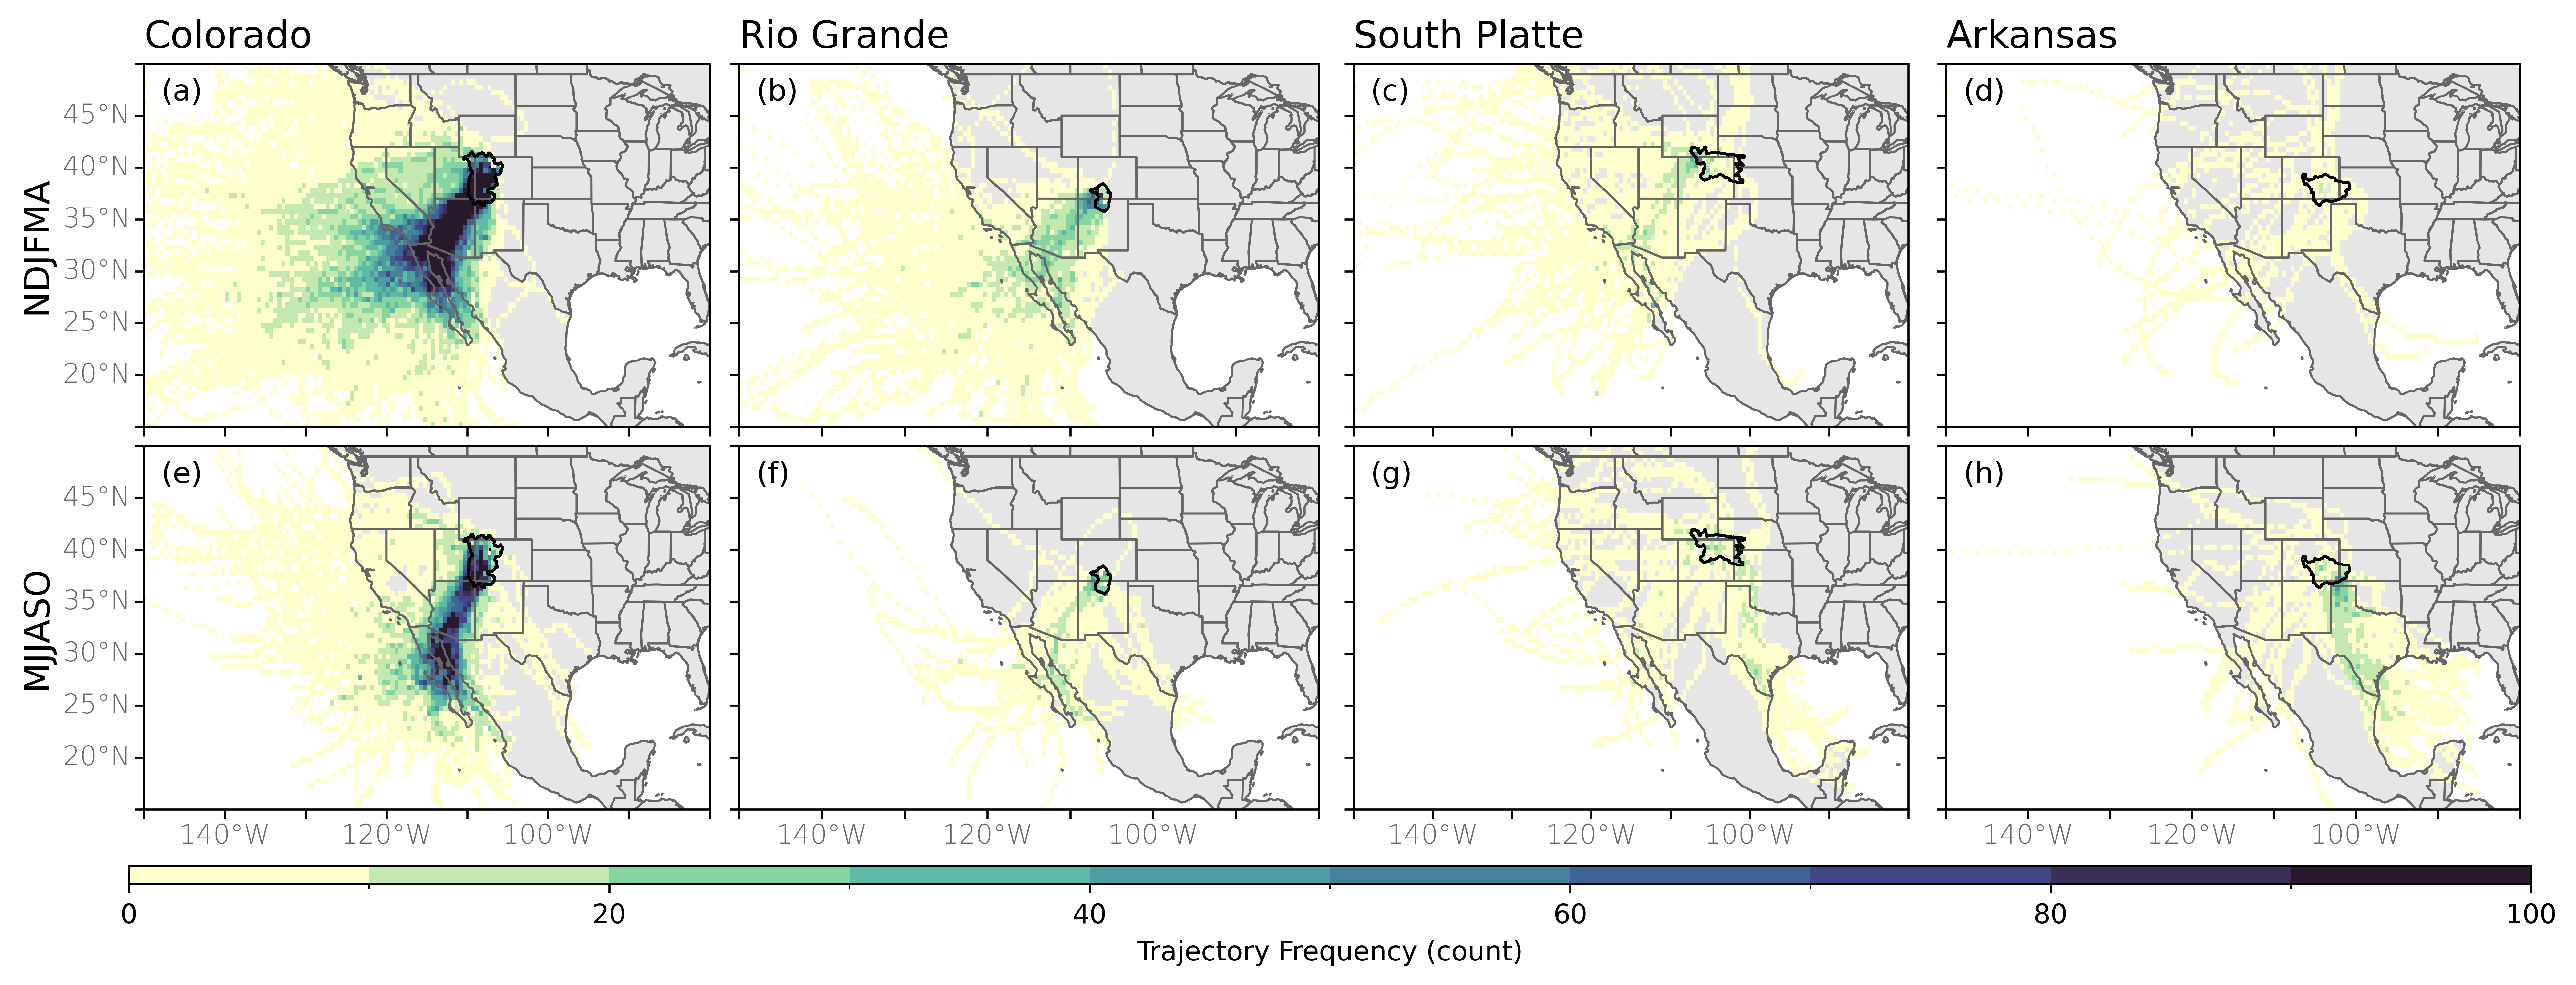 Colorado
Rio Grande
South Platte
Arkansas
NDJFMA
(a)
(b)
(c)
(d)
45°N
40°N
35°N
30°N
25°N
20°N
MJJASO
(e)
(f)
(g)
(h)
45°N
40°N
35°N
30°N
25°N
20°N
140°W 120°W 100°W
140°W 120°W 100°W
140°W 120°W 100°W
140°W 120°W 100°W
0 20 40 60 80 100
Trajectory Frequency (count)